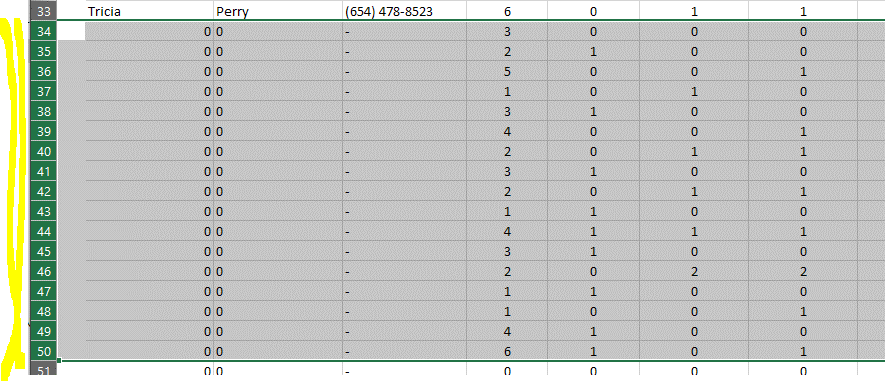 33 Tricia Perry (654) 478-8523 6 0 1 1
34 0 0 - 3 0 0 0
35 0 0 - 2 1 0 0
36 0 0 - 5 0 0 1
37 0 0 - 1 0 1 0
38 0 0 - 3 1 0 0
39 0 0 - 4 0 0 1
40 0 0 - 2 0 1 1
41 0 0 - 3 1 0 0
42 0 0 - 2 0 1 1
43 0 0 - 1 1 0 0
44 0 0 - 4 1 1 1
45 0 0 - 3 1 0 0
46 0 0 - 2 0 2 2
47 0 0 - 1 1 0 0
48 0 0 - 1 0 0 1
49 0 0 - 4 1 0 0
50 0 0 - 6 1 0 1
51 0 0 - 0 0 0 0